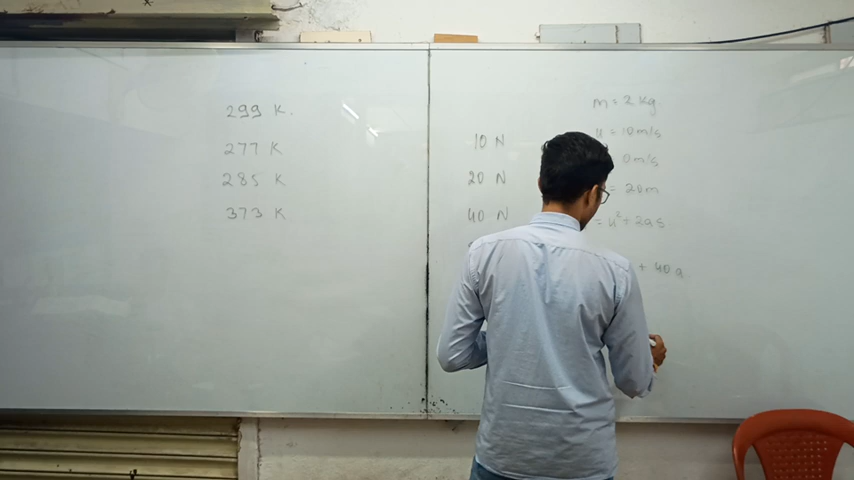 299 K.
277 K
285 K
373 K
10 N
20 N
40 N
m = 2 Kg
u = 10 m/s
0 m/s
= 20 m
= u² + 2as
+ 40 a